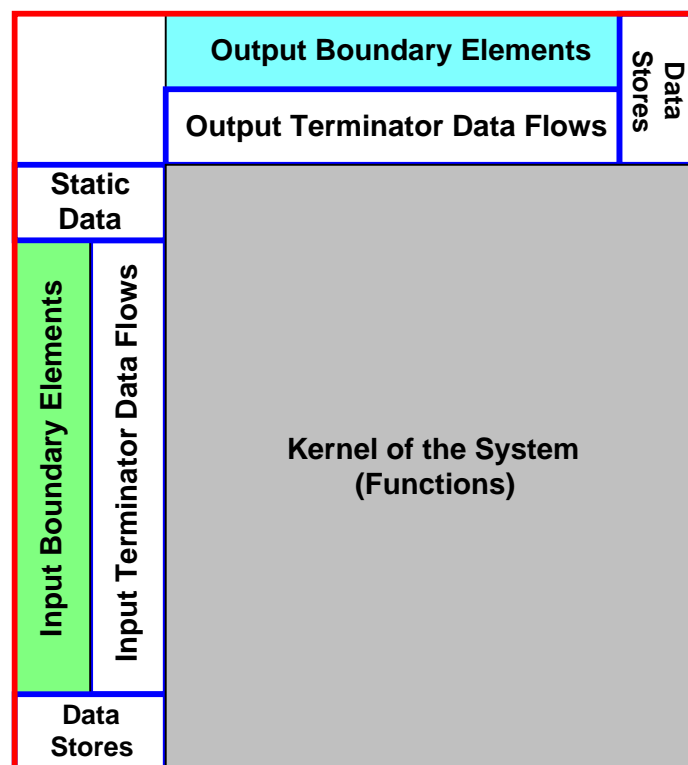 Output Boundary Elements
Data
Stores
Output Terminator Data Flows
Static
Data
Input Boundary Elements
Input Terminator Data Flows
Kernel of the System
(Functions)
Data
Stores